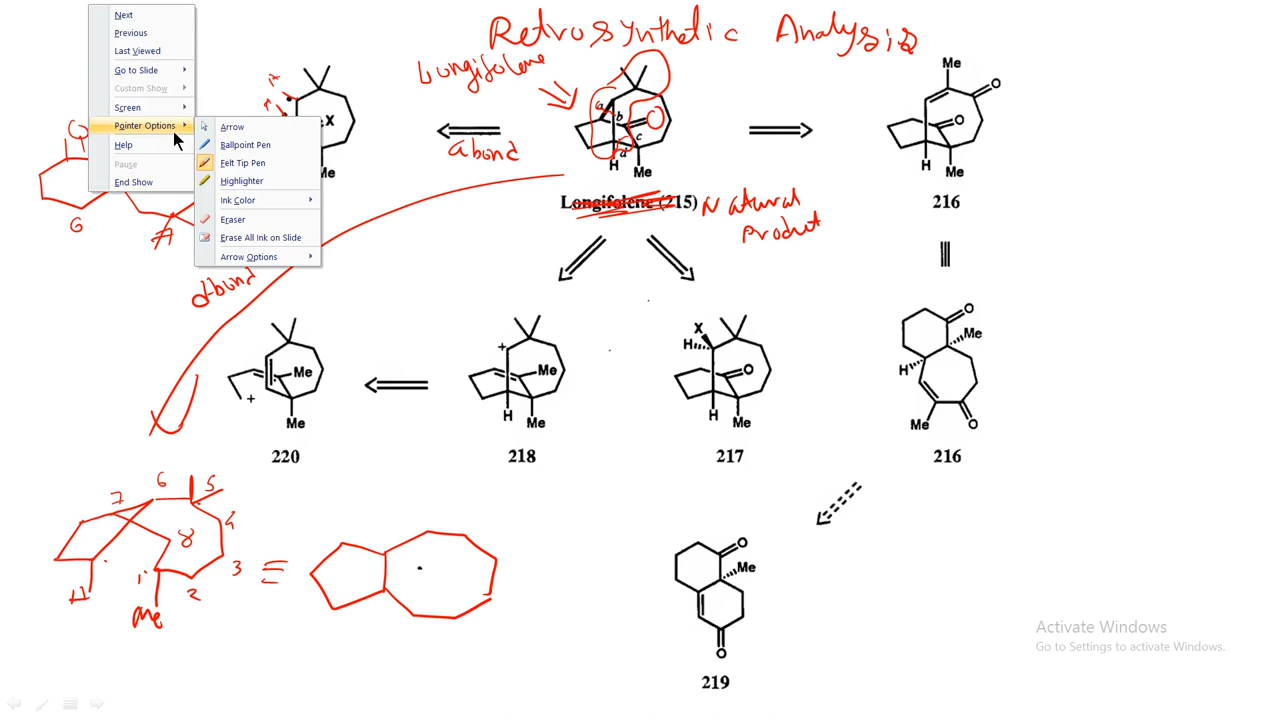 Retrosynthetic Analysis
Next
Previous
Last Viewed
Go to Slide
Custom Show
Screen
Pointer Options
Help
Pause
End Show
Arrow
Ballpoint Pen
Felt Tip Pen
Highlighter
Ink Color
Eraser
Erase All Ink on Slide
Arrow Options
Longifolene
a b c d
O
H
Me
X
a bond
Longifolene (215)
Natural
product
Me
O
O
H
Me
216
6
d-bond
Me
+
Me
220
+
Me
H
Me
218
X
H
O
H
Me
217
O
Me
H
Me
O
216
7 6 5
8 4
1 2 3
H
Me
O
Me
O
219
Activate Windows
Go to Settings to activate Windows.